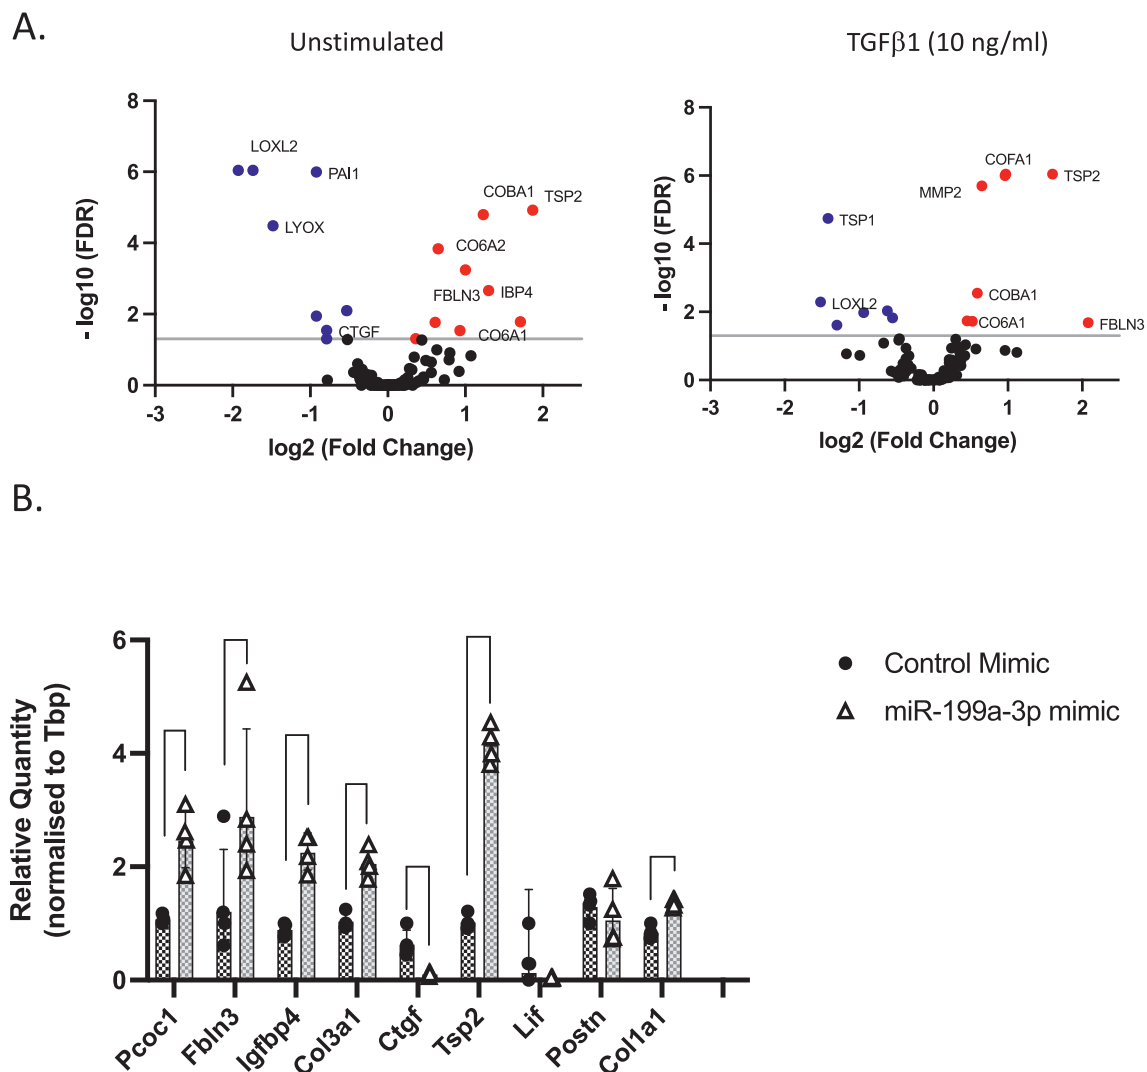 A.
Unstimulated
TGFβ1 (10 ng/ml)
8
6
4
2
0
-3
-2
-1
0
1
2
- log10 (FDR)
log2 (Fold Change)
LOXL2
PAI1
LYOX
CTGF
COBA1
TSP2
CO6A2
FBLN3
IBP4
CO6A1
8
6
4
2
0
-3
-2
-1
0
1
2
- log10 (FDR)
log2 (Fold Change)
COFA1
MMP2
TSP2
TSP1
LOXL2
COBA1
CO6A1
FBLN3
B.
Relative Quantity
(normalised to Tbp)
6
4
2
0
Pcoc1
Fbln3
Igfbp4
Col3a1
Ctgf
Tsp2
Lif
Postn
Col1a1
Control Mimic
miR-199a-3p mimic